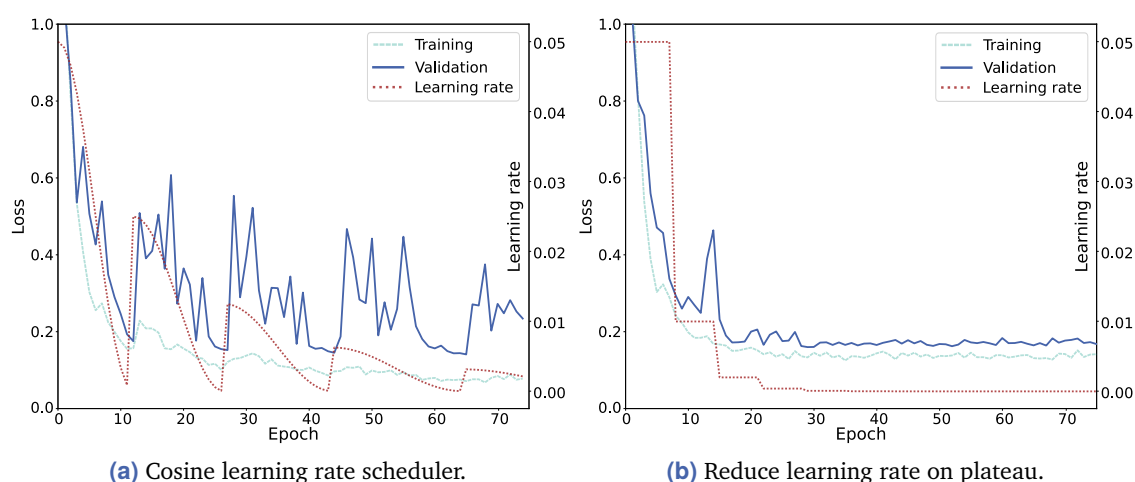 1.0
0.8
0.6
0.4
0.2
0.0
Loss
0 10 20 30 40 50 60 70
Epoch
0.05
0.04
0.03
0.02
0.01
0.00
Learning rate
Training
Validation
Learning rate
(a) Cosine learning rate scheduler.
1.0
0.8
0.6
0.4
0.2
0.0
Loss
0 10 20 30 40 50 60 70
Epoch
0.05
0.04
0.03
0.02
0.01
0.00
Learning rate
Training
Validation
Learning rate
(b) Reduce learning rate on plateau.